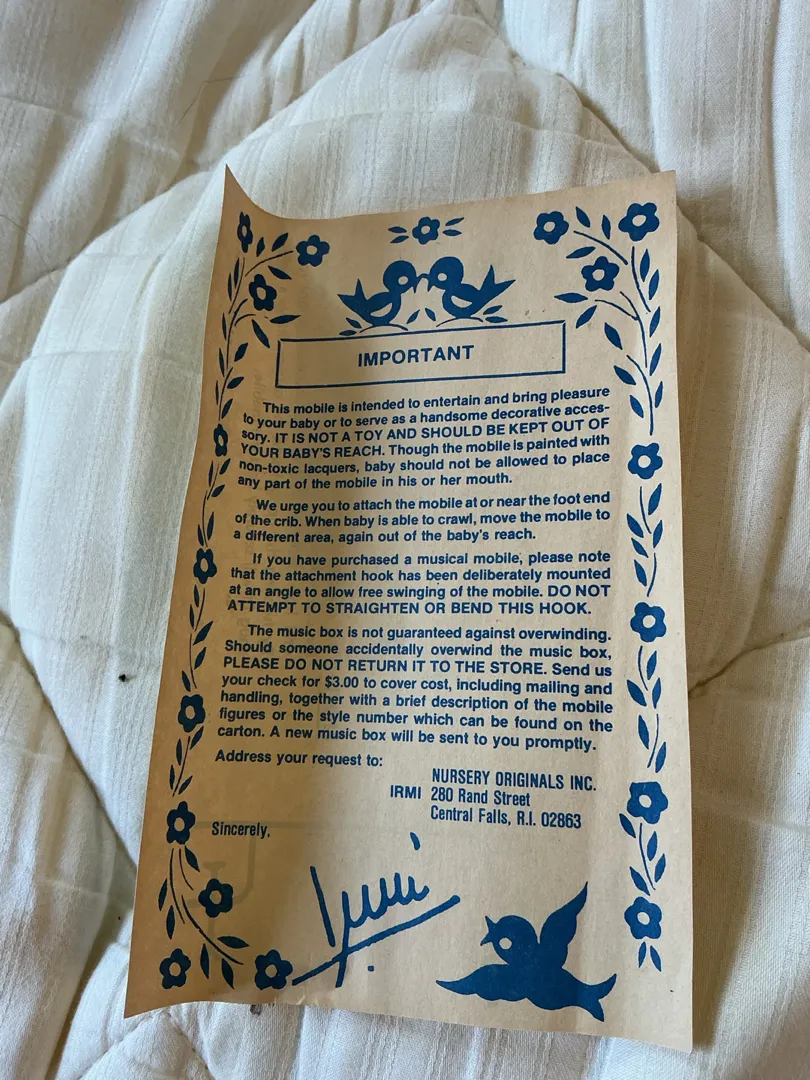 IMPORTANT
This mobile is intended to entertain and bring pleasure
to your baby or to serve as a handsome decorative acces-
sory. IT IS NOT A TOY AND SHOULD BE KEPT OUT OF
YOUR BABY'S REACH. Though the mobile is painted with
non-toxic lacquers, baby should not be allowed to place
any part of the mobile in his or her mouth.
We urge you to attach the mobile at or near the foot end
of the crib. When baby is able to crawl, move the mobile to
a different area, again out of the baby's reach.
If you have purchased a musical mobile, please note
that the attachment hook has been deliberately mounted
at an angle to allow free swinging of the mobile. DO NOT
ATTEMPT TO STRAIGHTEN OR BEND THIS HOOK.
The music box is not guaranteed against overwinding.
Should someone accidentally overwind the music box,
PLEASE DO NOT RETURN IT TO THE STORE. Send us
your check for $3.00 to cover cost, including mailing and
handling, together with a brief description of the mobile
figures or the style number which can be found on the
carton. A new music box will be sent to you promptly.
Address your request to:
NURSERY ORIGINALS INC.
IRMI 280 Rand Street
Central Falls, R.I. 02863
Sincerely,
Irmi